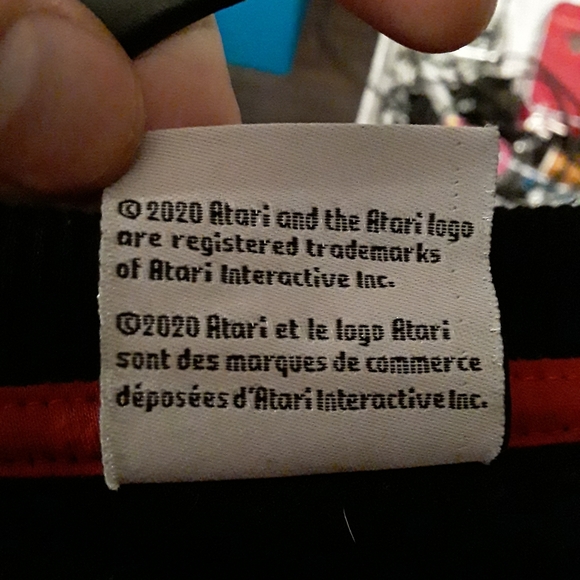 © 2020 Atari and the Atari logo
are registered trademarks
of Atari Interactive Inc.
©2020 Atari et le logo Atari
sont des marques de commerce
déposées d'Atari Interactive Inc.